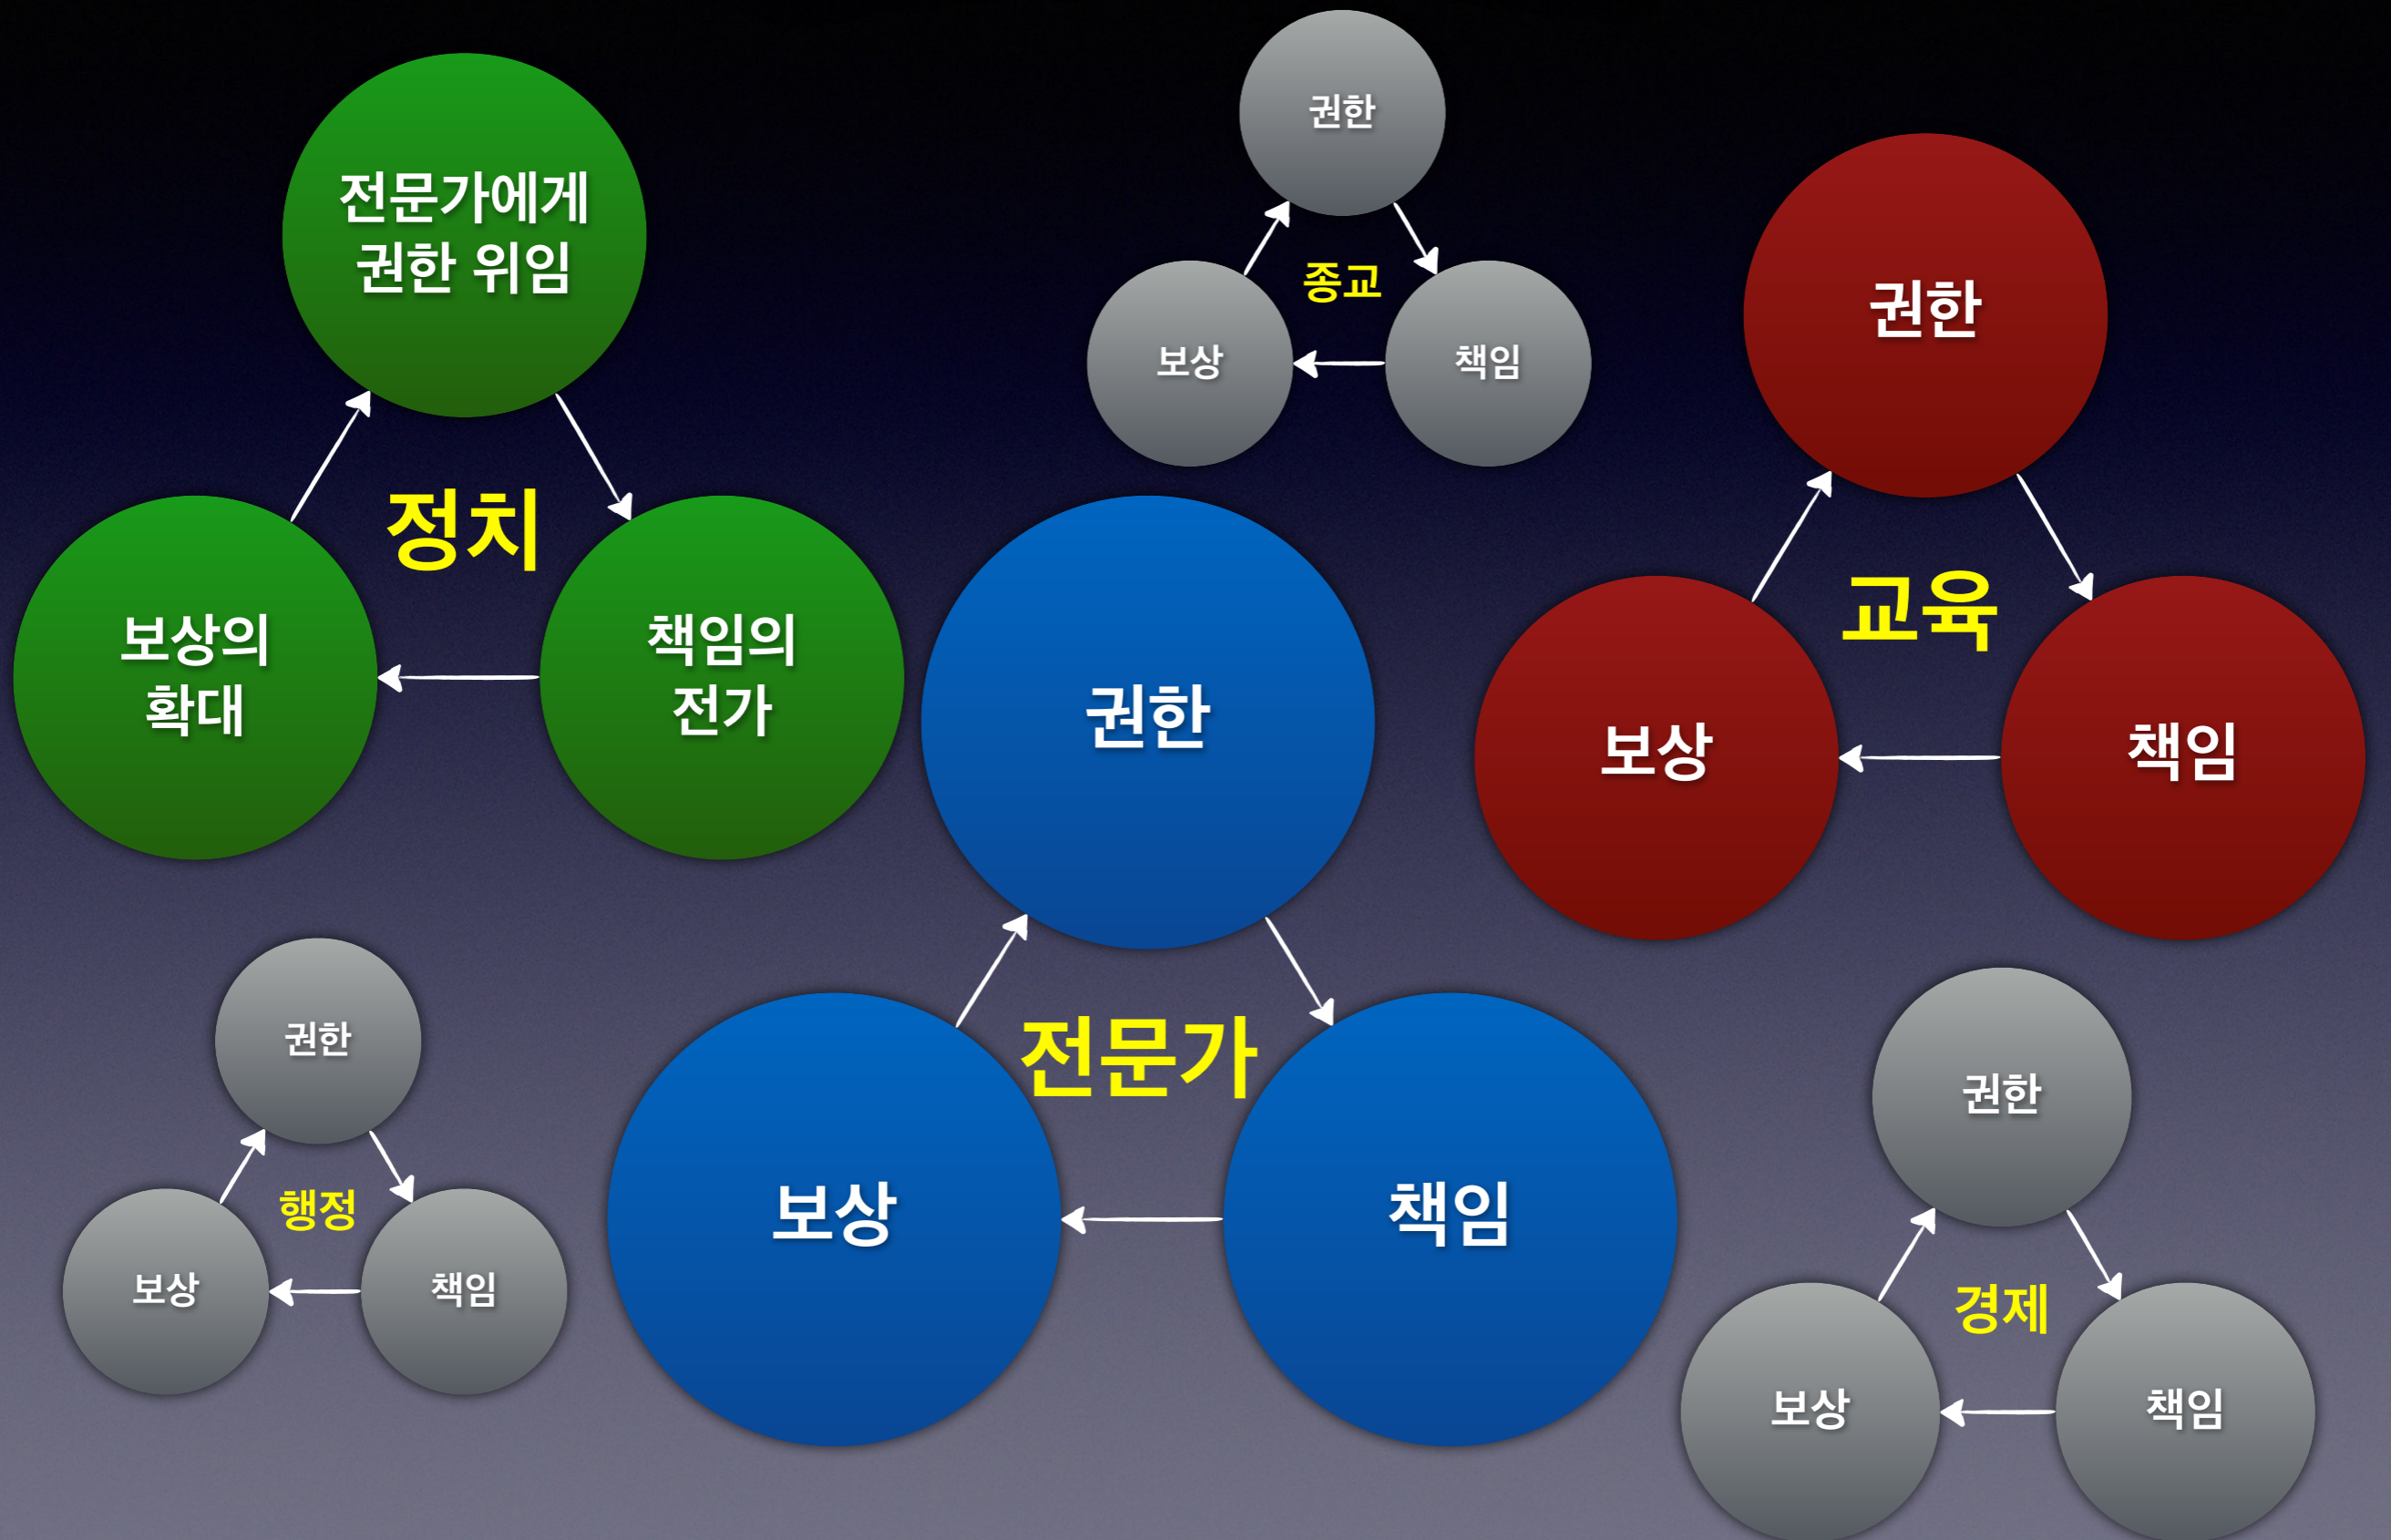 전문가에게
권한 위임
정치
보상의
확대
책임의
전가
권한
종교
보상
책임
권한
교육
보상
책임
권한
전문가
보상
책임
권한
행정
보상
책임
권한
경제
보상
책임